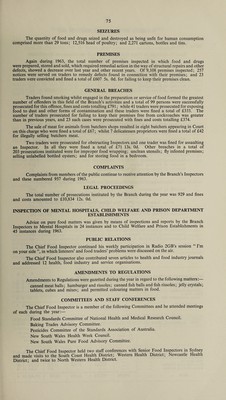 75
SEIZURES
The quantity of food and drugs seized and destroyed as being unfit for human consumption
comprised more than 29 tons; 12,516 head of poultry; and 2,271 cartons, bottles and tins.
PREMISES
Again during 1963, the total number of premises inspected in which food and drugs
were prepared, stored and sold, which required remedial action in the way of structural repairs and other
defects, showed a decrease over last year and other recent years. Of 9,108 premises inspected; 257
notices were served on traders to remedy defects found in connection with their premises; and 25
traders were convicted and fined a total of £607 7s. 0d. for failing to keep their premises clean.
GENERAL BREACHES
Traders found smoking whilst engaged in the preparation or service of food formed the greatest
number of offenders in this field of the Branch's activities and a total of 99 persons were successfully
prosecuted for this offence, fines and costs totalling £791; while 41 traders were prosecuted for exposing
food to dust and other forms of contamination and these traders were fined a total of £353. The
number of traders prosecuted for failing to keep their premises free from cockroaches was greater
than in previous years, and 22 such cases were prosecuted with fines and costs totalling £274.
The sale of meat for animals from butchers shops resulted in eight butchers appearing in Court
on this charge who were fined a total of £67; whilst 5 delicatessen proprietors were fined a total of £42
for illegally selling butchers' meat.
Four traders were prosecuted for obstructing Inspectors and one trader was fined for assaulting
an Inspector. In all they were fined a total of £71 15s. 0d. Other breaches in a total of
20 prosecutions instituted were for improper food wrapping; unclean utensils; fly infested premises;
selling unlabelled bottled oysters; and for storing food in a bedroom.
COMPLAINTS
Complaints from members of the public continue to receive attention by the Branch's Inspectors
and these numbered 897 during 1963.
LEGAL PROCEEDINGS
The total number of prosecutions instituted by the Branch during the year was 929 and fines
and costs amounted to £30,834 12s. 9d.
INSPECTION OF MENTAL HOSPITALS, CHILD WELFARE AND PRISON DEPARTMENT
ESTABLISHMENTS
Advice on pure food matters was given by means of inspections and reports by the Branch
Inspectors to Mental Hospitals in 24 instances and to Child Welfare and Prison Establishments in
45 instances during 1963.
PUBLIC RELATIONS
The Chief Food Inspector continued his weekly participation in Radio 2GB's session "I'm
on your side", in which listeners' and food traders' problems were discussed on the air.
The Chief Food Inspector also contributed seven articles to health and food industry journals
and addressed 12 health, food industry and service organisations.
AMENDMENTS TO REGULATIONS
Amendments to Regulations were gazetted during the year in regard to the following matters:—
canned meat balls; hamburger and rissoles; canned fish balls and fish rissoles; jelly crystals;
tablets, cubes and mixes; and permitted colouring matters in food.
COMMITTEES AND STAFF CONFERENCES
The Chief Food Inspector is a member of the following Committees and he attended meetings
of each during the year:—
Food Standards Committee of National Health and Medical Research Council.
Baking Trades Advisory Committee.
Pesticides Committee of the Standards Association of Australia.
New South Wales Health Week Council.
New South Wales Pure Food Advisory Committee.
The Chief Food Inspector held two staff conferences with Senior Food Inspectors in Sydney
and made visits to the South Coast Health District; Western Health District; Newcastle Health
District; and twice to North Western Health District.